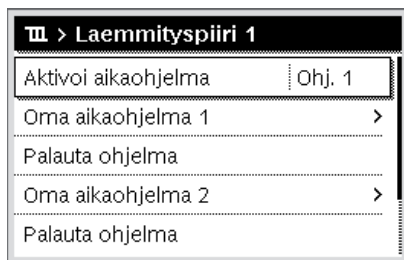 > Laemmityspiiri 1
Aktivoi aikaohjelma Ohj. 1
Oma aikaohjelma 1 >
Palauta ohjelma
Oma aikaohjelma 2 >
Palauta ohjelma